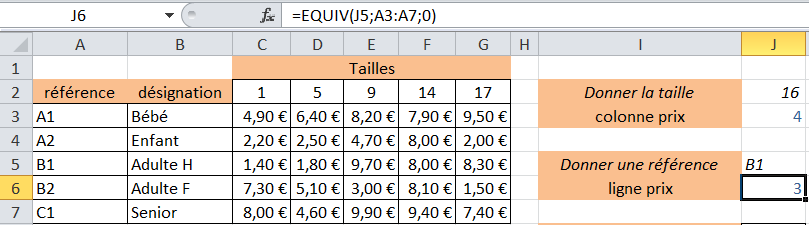 J6 fx =EQUIV(J5;A3:A7;0)
A B C D E F G H I J
1 Tailles
2 référence désignation 1 5 9 14 17 Donner la taille 16
3 A1 Bébé 4,90 € 6,40 € 8,20 € 7,90 € 9,50 € colonne prix 4
4 A2 Enfant 2,20 € 2,50 € 4,70 € 8,00 € 2,00 €
5 B1 Adulte H 1,40 € 1,80 € 9,70 € 8,00 € 8,30 € Donner une référence B1
6 B2 Adulte F 7,30 € 5,10 € 3,00 € 8,10 € 1,50 € ligne prix 3
7 C1 Senior 8,00 € 4,60 € 9,90 € 9,40 € 7,40 €